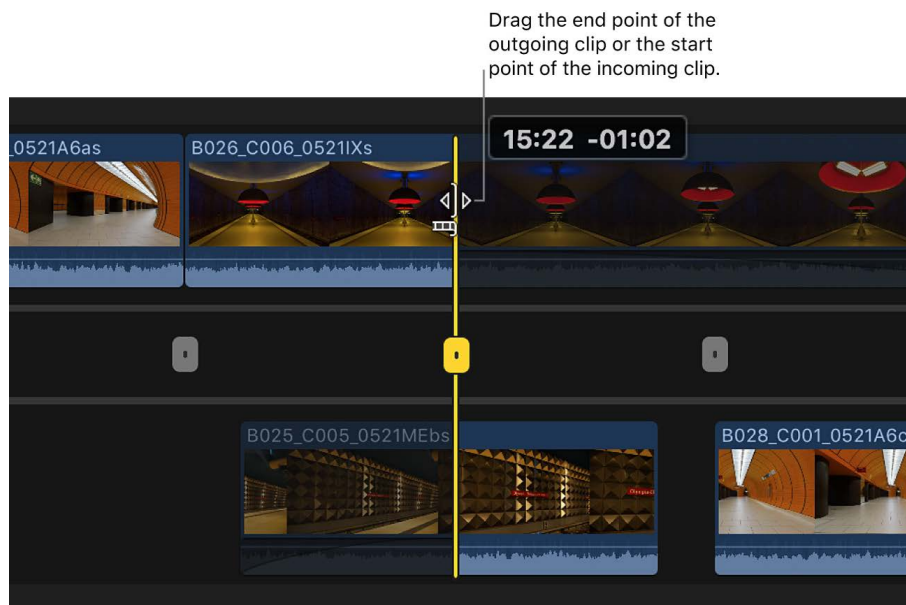 Drag the end point of the
outgoing clip or the start
point of the incoming clip.
_0521A6as
B026_C006_0521IXs
15:22 -01:02
B025_C005_0521MEbs
B028_C001_0521A6c